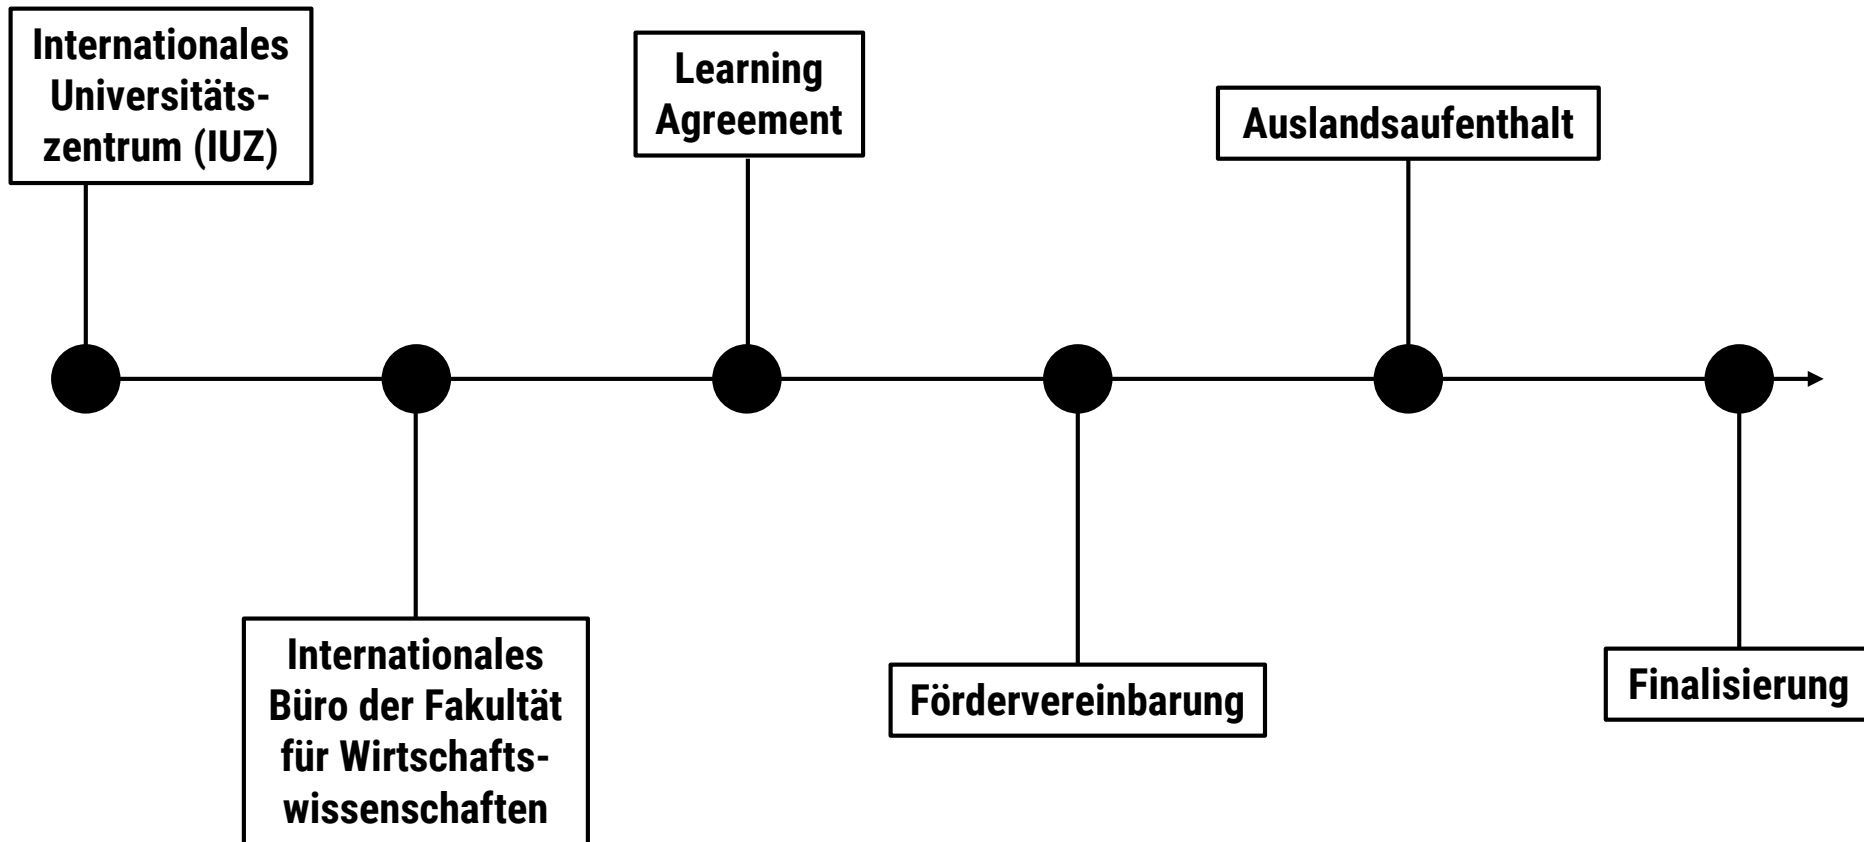 Internationales
Universitäts-
zentrum (IUZ)
Internationales
Büro der Fakultät
für Wirtschafts-
wissenschaften
Learning
Agreement
Fördervereinbarung
Auslandsaufenthalt
Finalisierung